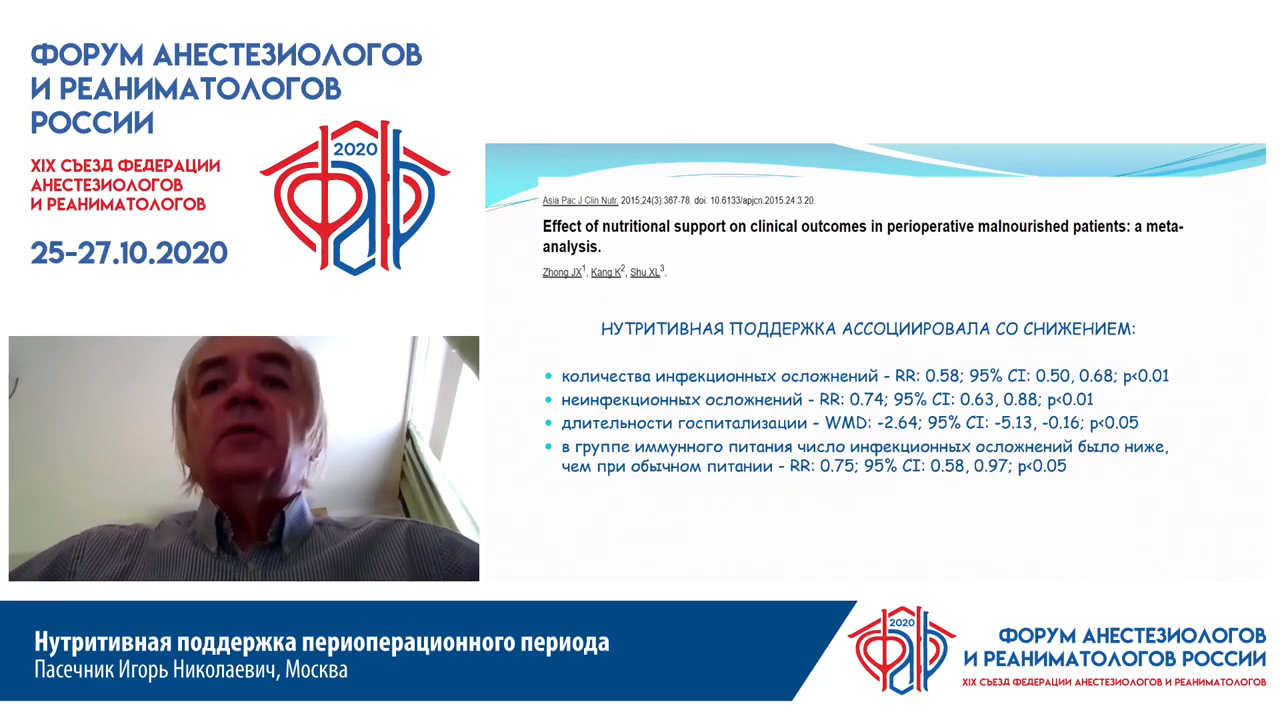 ФОРУМ АНЕСТЕЗИОЛОГОВ
И РЕАНИМАТОЛОГОВ
РОССИИ
XIX СЪЕЗД ФЕДЕРАЦИИ
АНЕСТЕЗИОЛОГОВ
И РЕАНИМАТОЛОГОВ
25-27.10.2020
2020
Asia Pac J Clin Nutr. 2015;24(3):367-78. doi: 10.6133/apjcn.2015.24.3.20.
Effect of nutritional support on clinical outcomes in perioperative malnourished patients: a meta-
analysis.
Zhong JX1, Kang K2, Shu XL3.
НУТРИТИВНАЯ ПОДДЕРЖКА АССОЦИИРОВАЛА СО СНИЖЕНИЕМ:
• количества инфекционных осложнений - RR: 0.58; 95% CI: 0.50, 0.68; p<0.01
• неинфекционных осложнений - RR: 0.74; 95% CI: 0.63, 0.88; p<0.01
• длительности госпитализации - WMD: -2.64; 95% CI: -5.13, -0.16; p<0.05
• в группе иммунного питания число инфекционных осложнений было ниже,
чем при обычном питании - RR: 0.75; 95% CI: 0.58, 0.97; p<0.05
Нутритивная поддержка периоперационного периода
Пасечник Игорь Николаевич, Москва
2020
ФОРУМ АНЕСТЕЗИОЛОГОВ
И РЕАНИМАТОЛОГОВ РОССИИ
XIX СЪЕЗД ФЕДЕРАЦИИ АНЕСТЕЗИОЛОГОВ И РЕАНИМАТОЛОГОВ